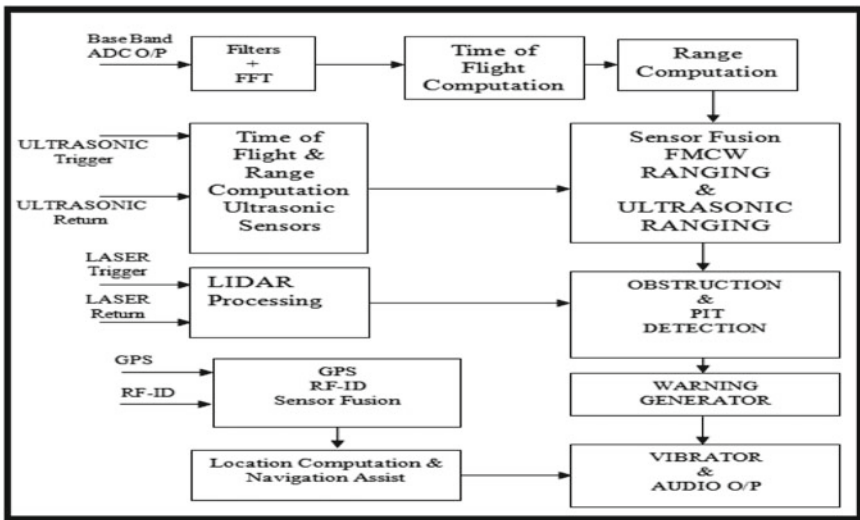 Base Band
ADC O/P
Filters
+
FFT
Time of
Flight
Computation
Range
Computation
ULTRASONIC
Trigger
ULTRASONIC
Return
Time of
Flight &
Range
Computation
Ultrasonic
Sensors
Sensor Fusion
FMCW
RANGING
&
ULTRASONIC
RANGING
LASER
Trigger
LASER
Return
LIDAR
Processing
OBSTRUCTION
&
PIT
DETECTION
GPS
RF-ID
GPS
RF-ID
Sensor Fusion
WARNING
GENERATOR
Location Computation &
Navigation Assist
VIBRATOR
&
AUDIO O/P